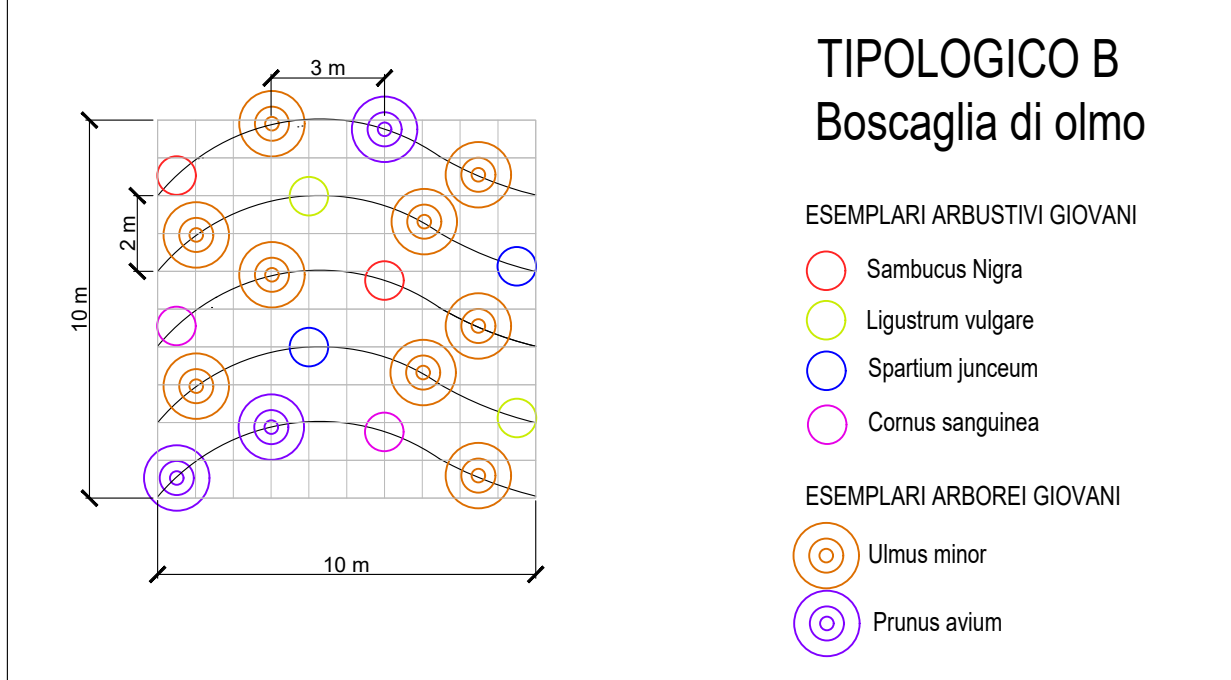 TIPOLOGICO B
Boscaglia di olmo
3 m
2 m
10 m
10 m
ESEMPLARI ARBUSTIVI GIOVANI
Sambucus Nigra
Ligustrum vulgare
Spartium junceum
Cornus sanguinea
ESEMPLARI ARBOREI GIOVANI
Ulmus minor
Prunus avium